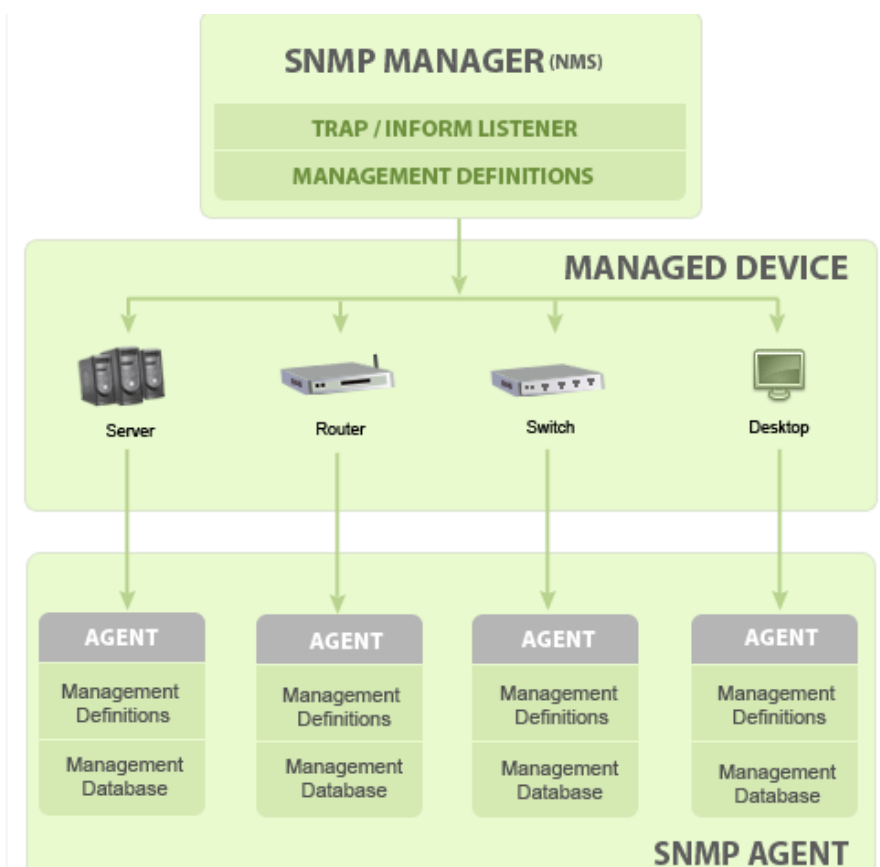 SNMP MANAGER (NMS)
TRAP / INFORM LISTENER
MANAGEMENT DEFINITIONS
MANAGED DEVICE
Server
Router
Switch
Desktop
AGENT
Management
Definitions
Management
Database
AGENT
Management
Definitions
Management
Database
AGENT
Management
Definitions
Management
Database
AGENT
Management
Definitions
Management
Database
SNMP AGENT